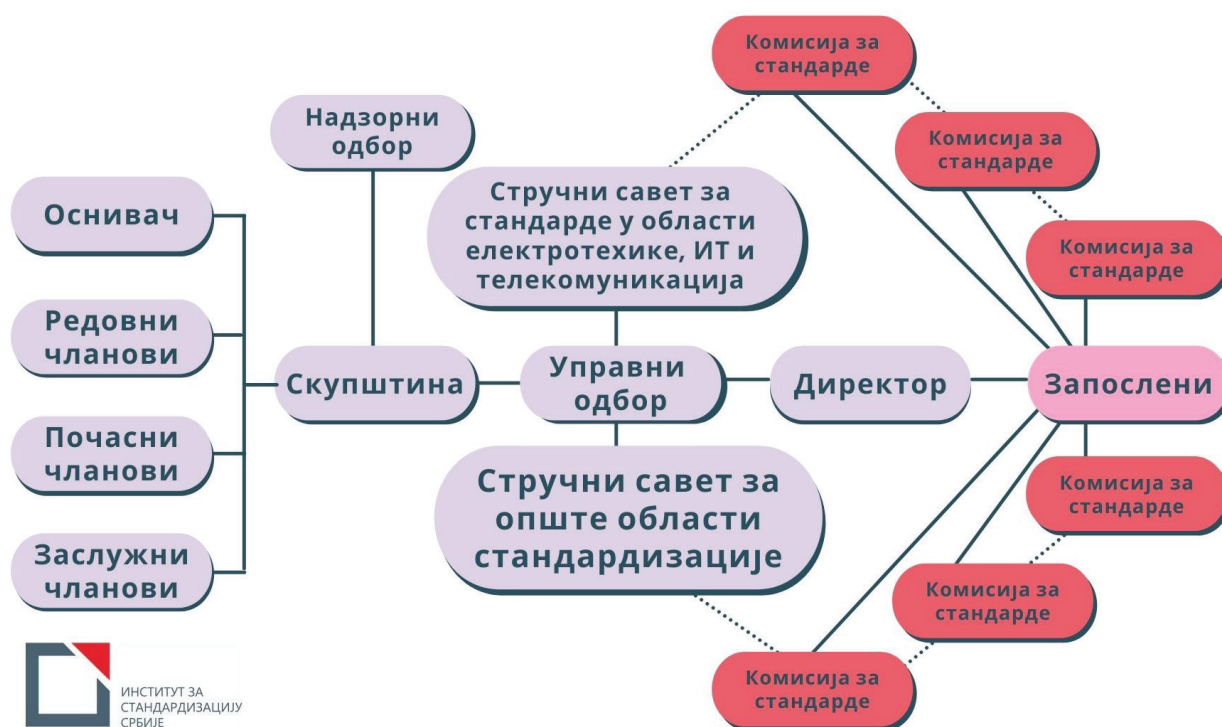 Комисија за
стандарде
Надзорни
одбор
Комисија за
стандарде
Стручни савет за
стандарде у области
електротехике, ИТ и
телекомуникација
Оснивач
Комисија за
стандарде
Редовни
чланови
Скупштина
Управни
одбор
Директор
Запослени
Почасни
чланови
Стручни савет за
опште области
стандардизације
Комисија за
стандарде
Заслужни
чланови
Комисија за
стандарде
Комисија за
стандарде
ИНСТИТУТ ЗА
СТАНДАРДИЗАЦИЈУ
СРБИЈЕ